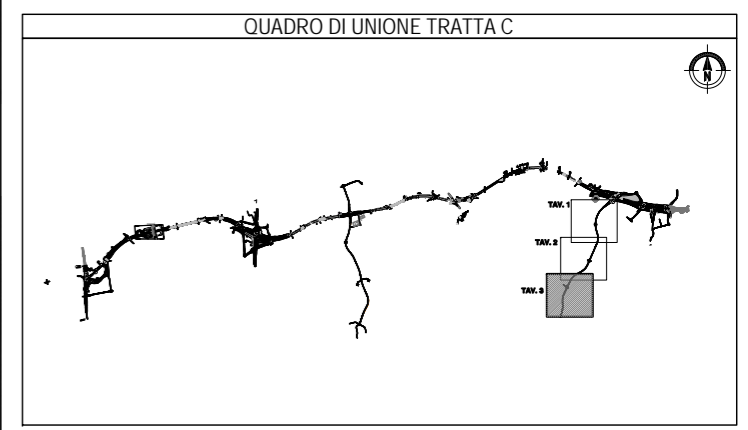 QUADRO DI UNIONE TRATTA C
N
TAV. 1
TAV. 2
TAV. 3